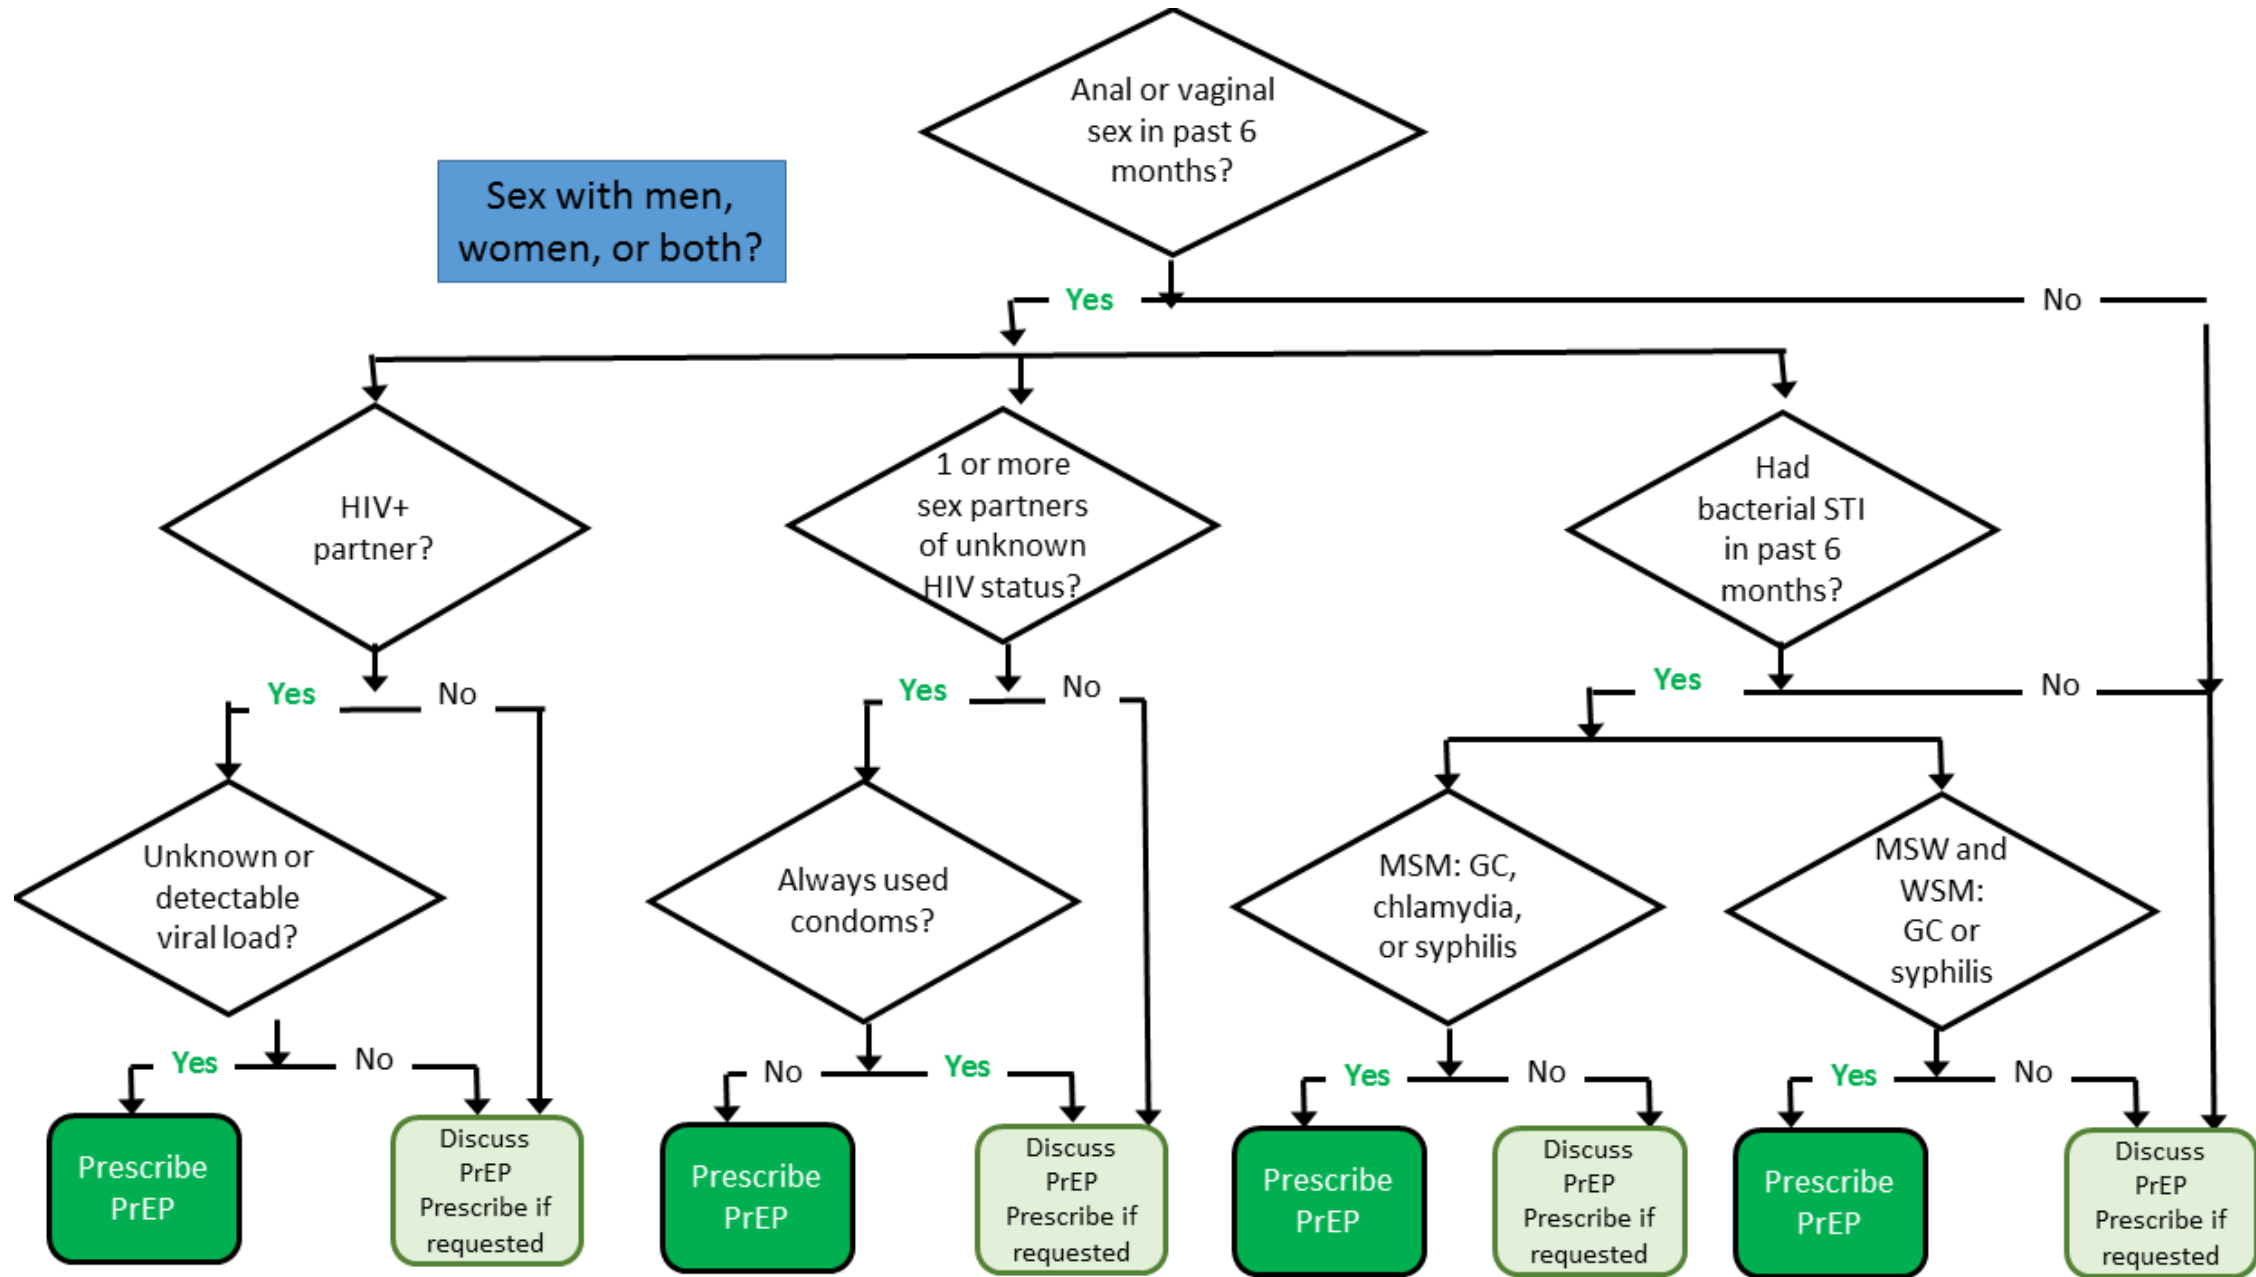 Anal or vaginal
sex in past 6
months?
Sex with men,
women, or both?
Yes
No
HIV+
partner?
1 or more
sex partners
of unknown
HIV status?
Had
bacterial STI
in past 6
months?
Yes
No
Yes
No
Yes
No
Unknown or
detectable
viral load?
Always used
condoms?
MSM: GC,
chlamydia,
or syphilis
MSW and
WSM:
GC or
syphilis
Yes
No
No
Yes
Yes
No
Yes
No
Prescribe
PrEP
Discuss
PrEP
Prescribe if
requested
Prescribe
PrEP
Discuss
PrEP
Prescribe if
requested
Prescribe
PrEP
Discuss
PrEP
Prescribe if
requested
Prescribe
PrEP
Discuss
PrEP
Prescribe if
requested